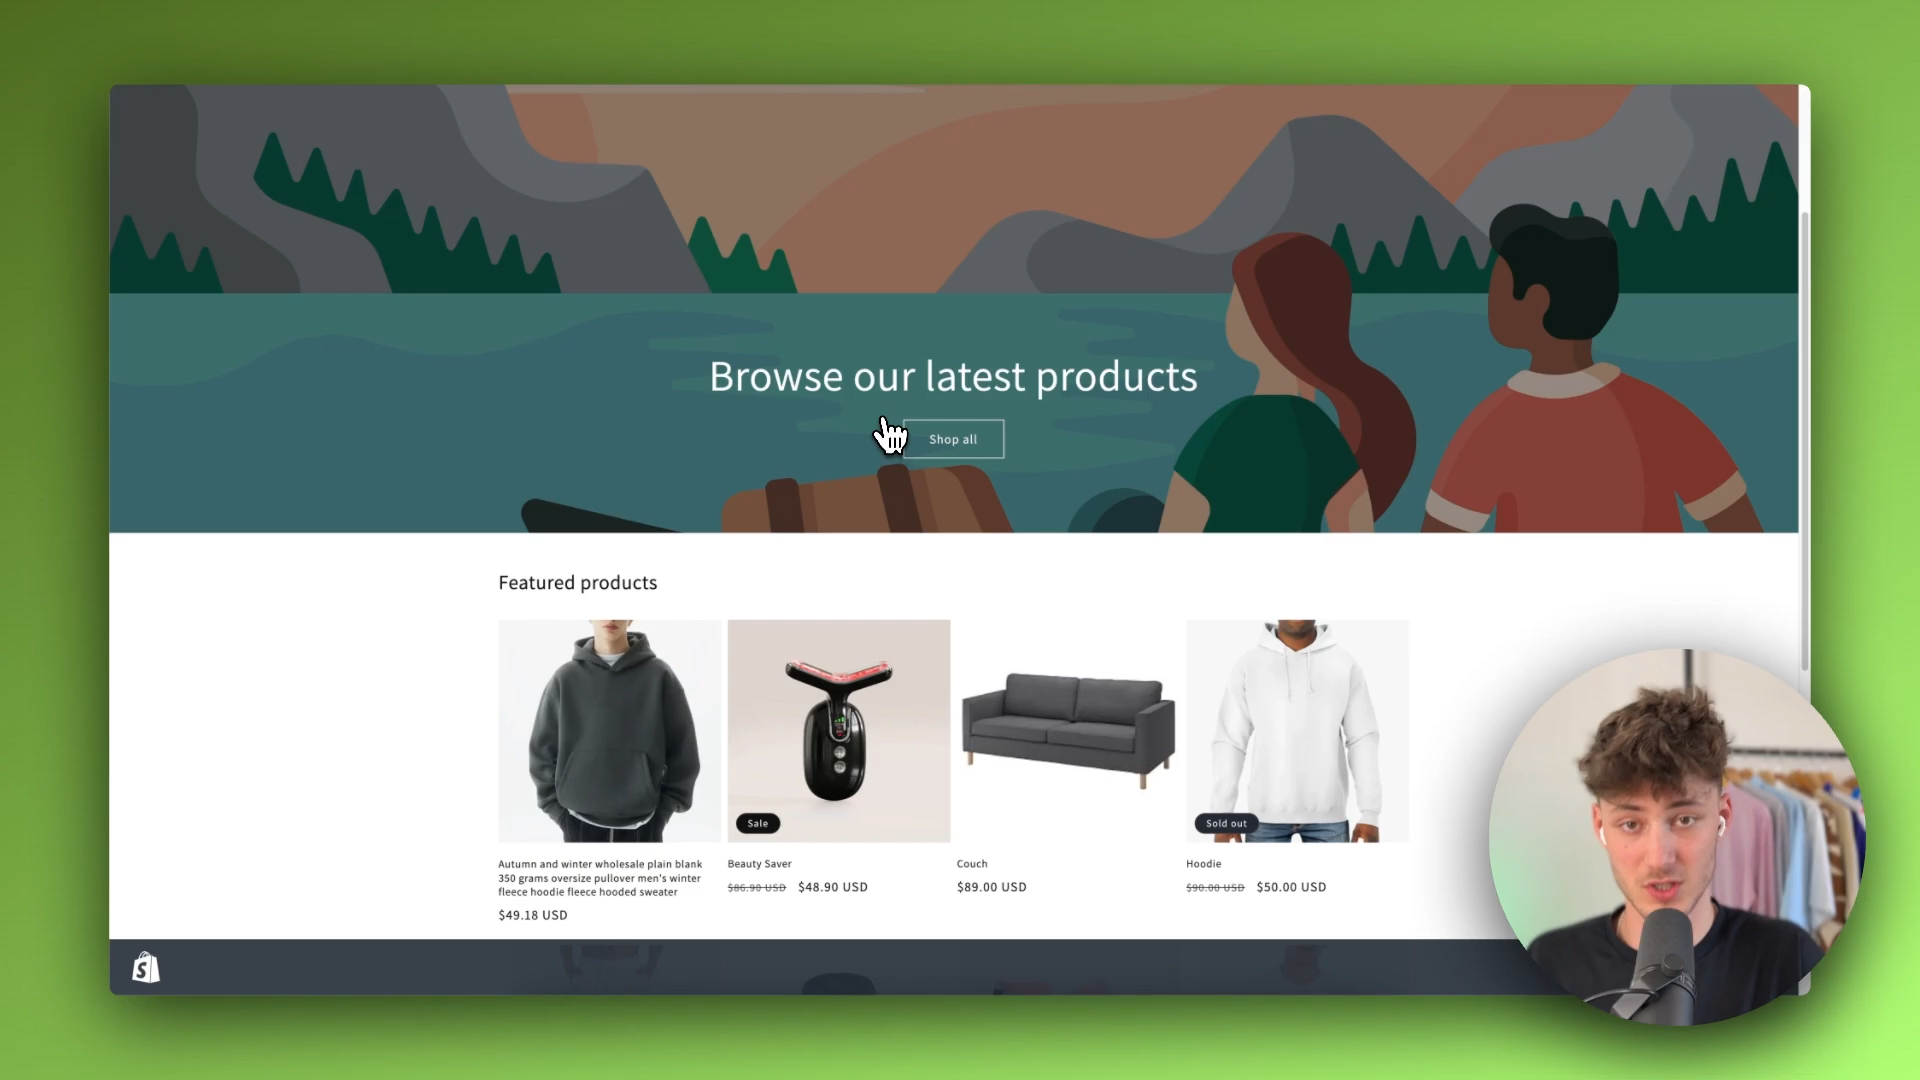 Browse our latest products
Shop all
Featured products
Sale
Sold out
Autumn and winter wholesale plain blank
350 grams oversize pullover men's winter
fleece hoodie fleece hooded sweater
$49.18 USD
Beauty Saver
$86.90 USD $48.90 USD
Couch
$89.00 USD
Hoodie
$90.00 USD $50.00 USD